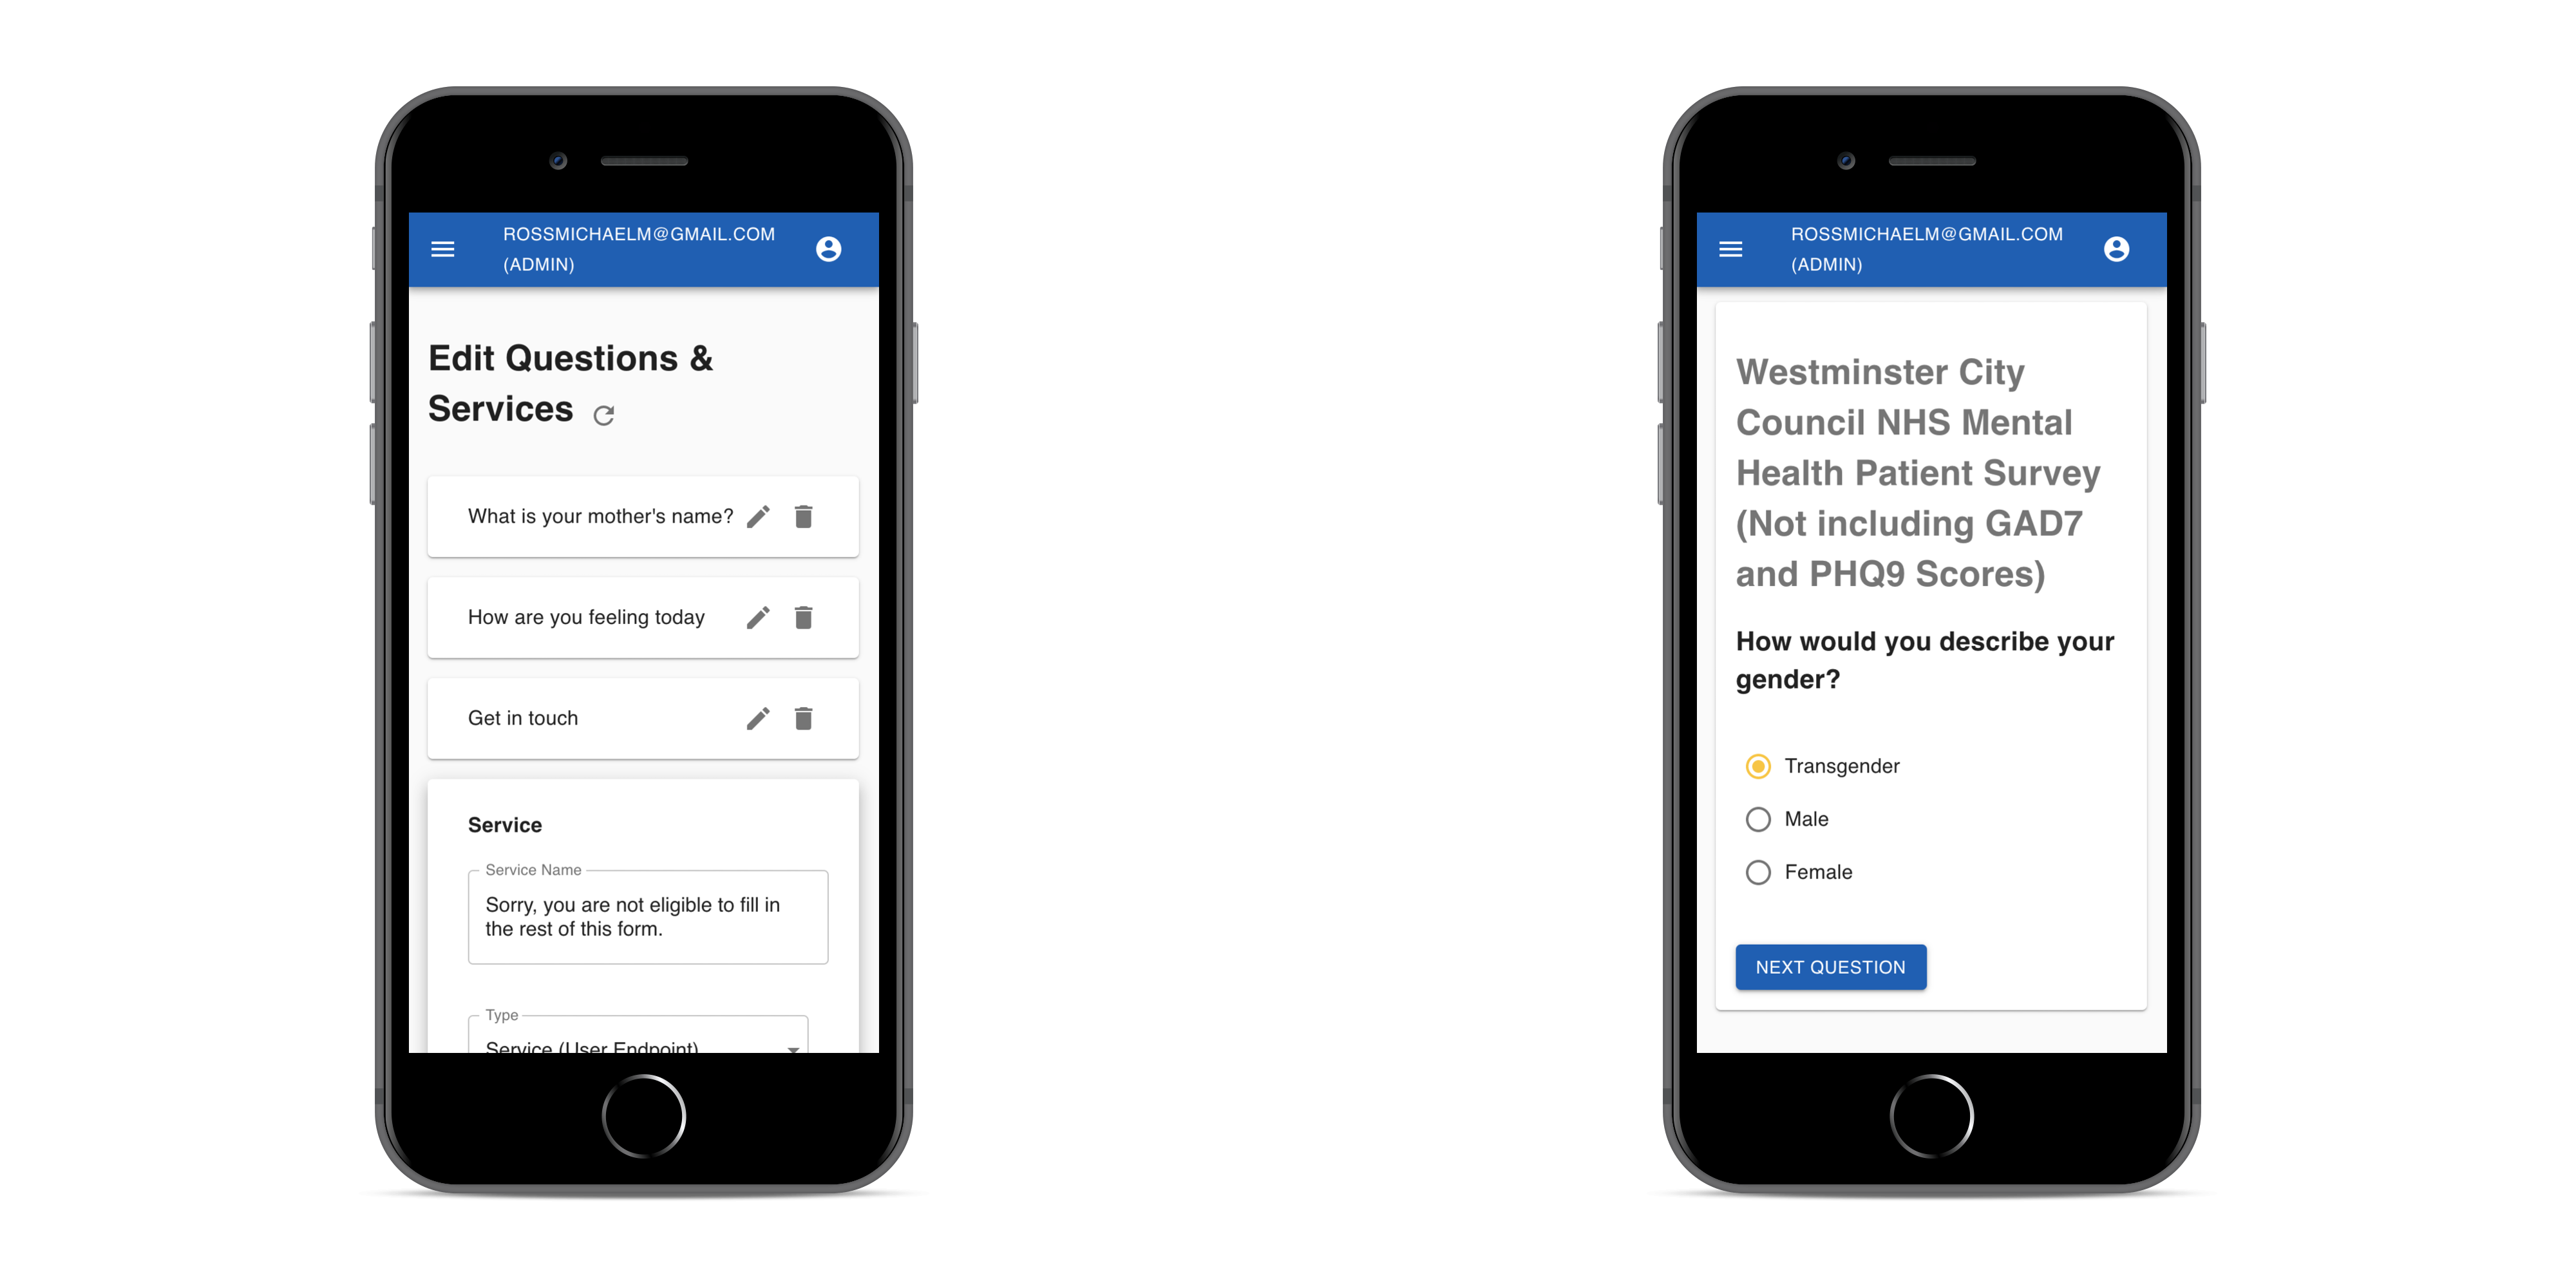 ROSSMICHAELM@GMAIL.COM
(ADMIN)
Edit Questions &
Services
What is your mother's name?
How are you feeling today
Get in touch
Service
Service Name
Sorry, you are not eligible to fill in
the rest of this form.
Type
Service (User Endpoint)
ROSSMICHAELM@GMAIL.COM
(ADMIN)
Westminster City
Council NHS Mental
Health Patient Survey
(Not including GAD7
and PHQ9 Scores)
How would you describe your
gender?
Transgender
Male
Female
NEXT QUESTION